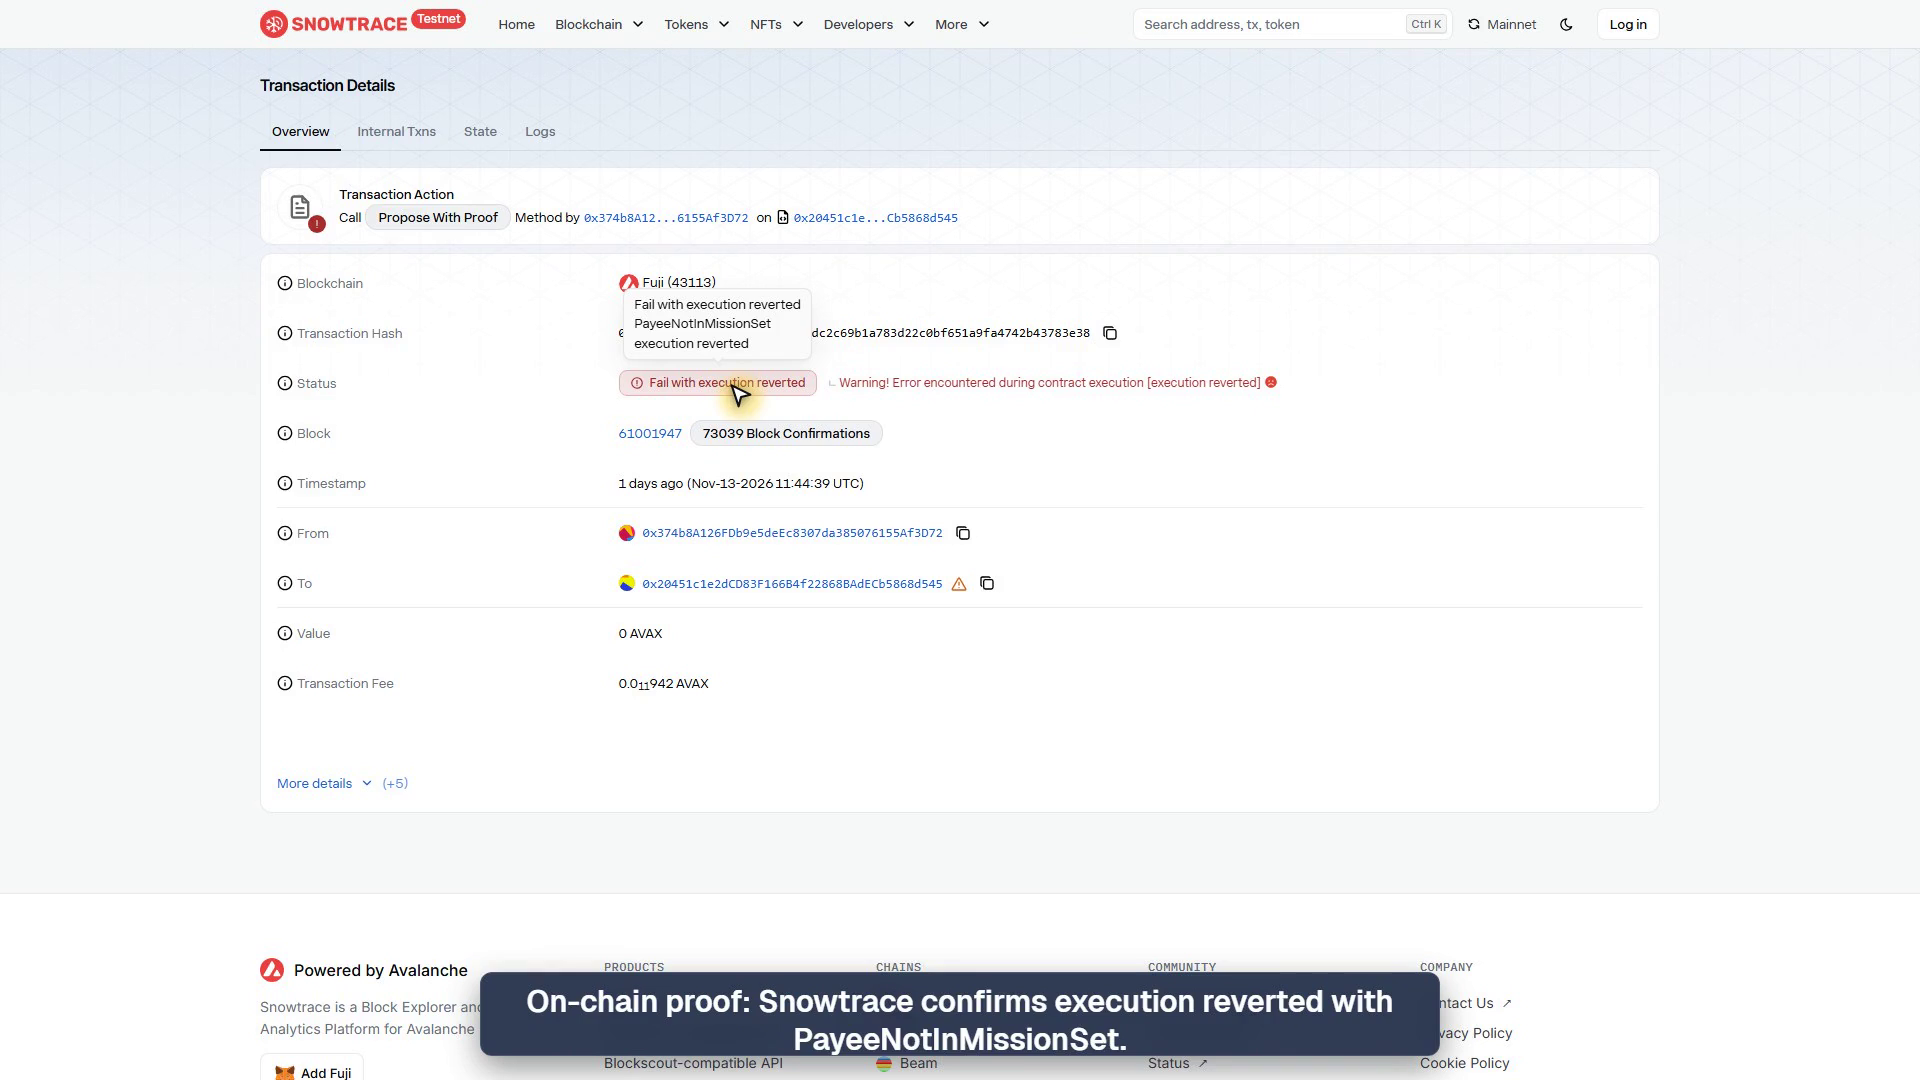 SNOWTRACE Testnet
Home Blockchain Tokens NFTs Developers More
Search address, tx, token Ctrl K Mainnet Log in
Transaction Details
Overview Internal Txns State Logs
Transaction Action
Call Propose With Proof Method by 0x374b8A12...6155Af3D72 on 0x20451c1e...Cb5868d545
Blockchain Fuji (43113)
Fail with execution reverted
PayeeNotInMissionSet
execution reverted
Transaction Hash dc2c69b1a783d22c0bf651a9fa4742b43783e38
Status Fail with execution reverted Warning! Error encountered during contract execution [execution reverted]
Block 61001947 73039 Block Confirmations
Timestamp 1 days ago (Nov-13-2026 11:44:39 UTC)
From 0x374b8A126FDb9e5deEc8307da385076155Af3D72
To 0x20451c1e2dCD83F166B4f22868BAdECb5868d545
Value 0 AVAX
Transaction Fee 0.0₁₁942 AVAX
More details (+5)
Powered by Avalanche
Snowtrace is a Block Explorer and
Analytics Platform for Avalanche
Add Fuji
PRODUCTS CHAINS COMMUNITY COMPANY
Privacy Policy
Blockscout-compatible API Beam Status ↗ Cookie Policy
On-chain proof: Snowtrace confirms execution reverted with
PayeeNotInMissionSet.